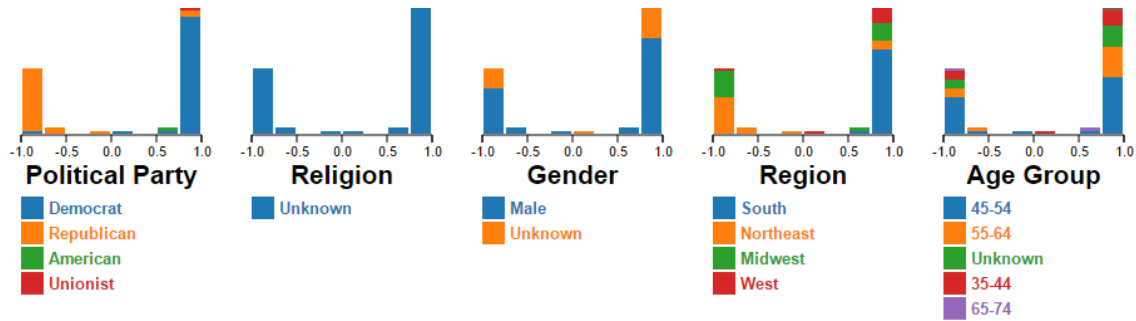 -1.0 -0.5 0.0 0.5 1.0
Political Party
Democrat
Republican
American
Unionist
-1.0 -0.5 0.0 0.5 1.0
Religion
Unknown
-1.0 -0.5 0.0 0.5 1.0
Gender
Male
Unknown
-1.0 -0.5 0.0 0.5 1.0
Region
South
Northeast
Midwest
West
-1.0 -0.5 0.0 0.5 1.0
Age Group
45-54
55-64
Unknown
35-44
65-74